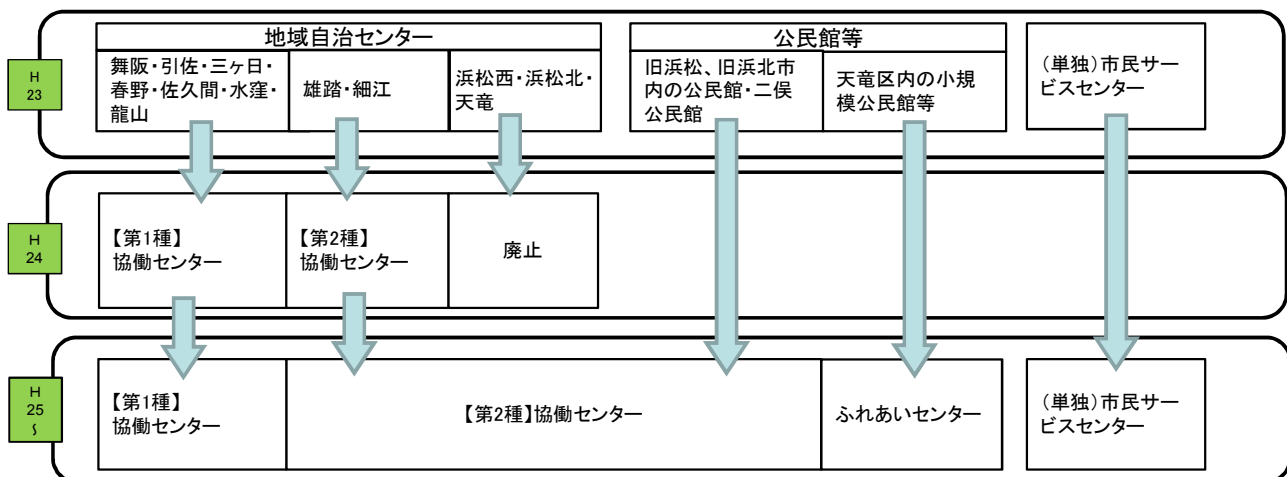 H
23
地域自治センター
舞阪・引佐・三ヶ日・
春野・佐久間・水窪・
龍山
雄踏・細江
浜松西・浜松北・
天竜
公民館等
旧浜松、旧浜北市
内の公民館・二俣
公民館
天竜区内の小規
模公民館等
（単独）市民サー
ビスセンター
H
24
【第1種】
協働センター
【第2種】
協働センター
廃止
H
25
～
【第1種】
協働センター
【第2種】協働センター
ふれあいセンター
（単独）市民サー
ビスセンター